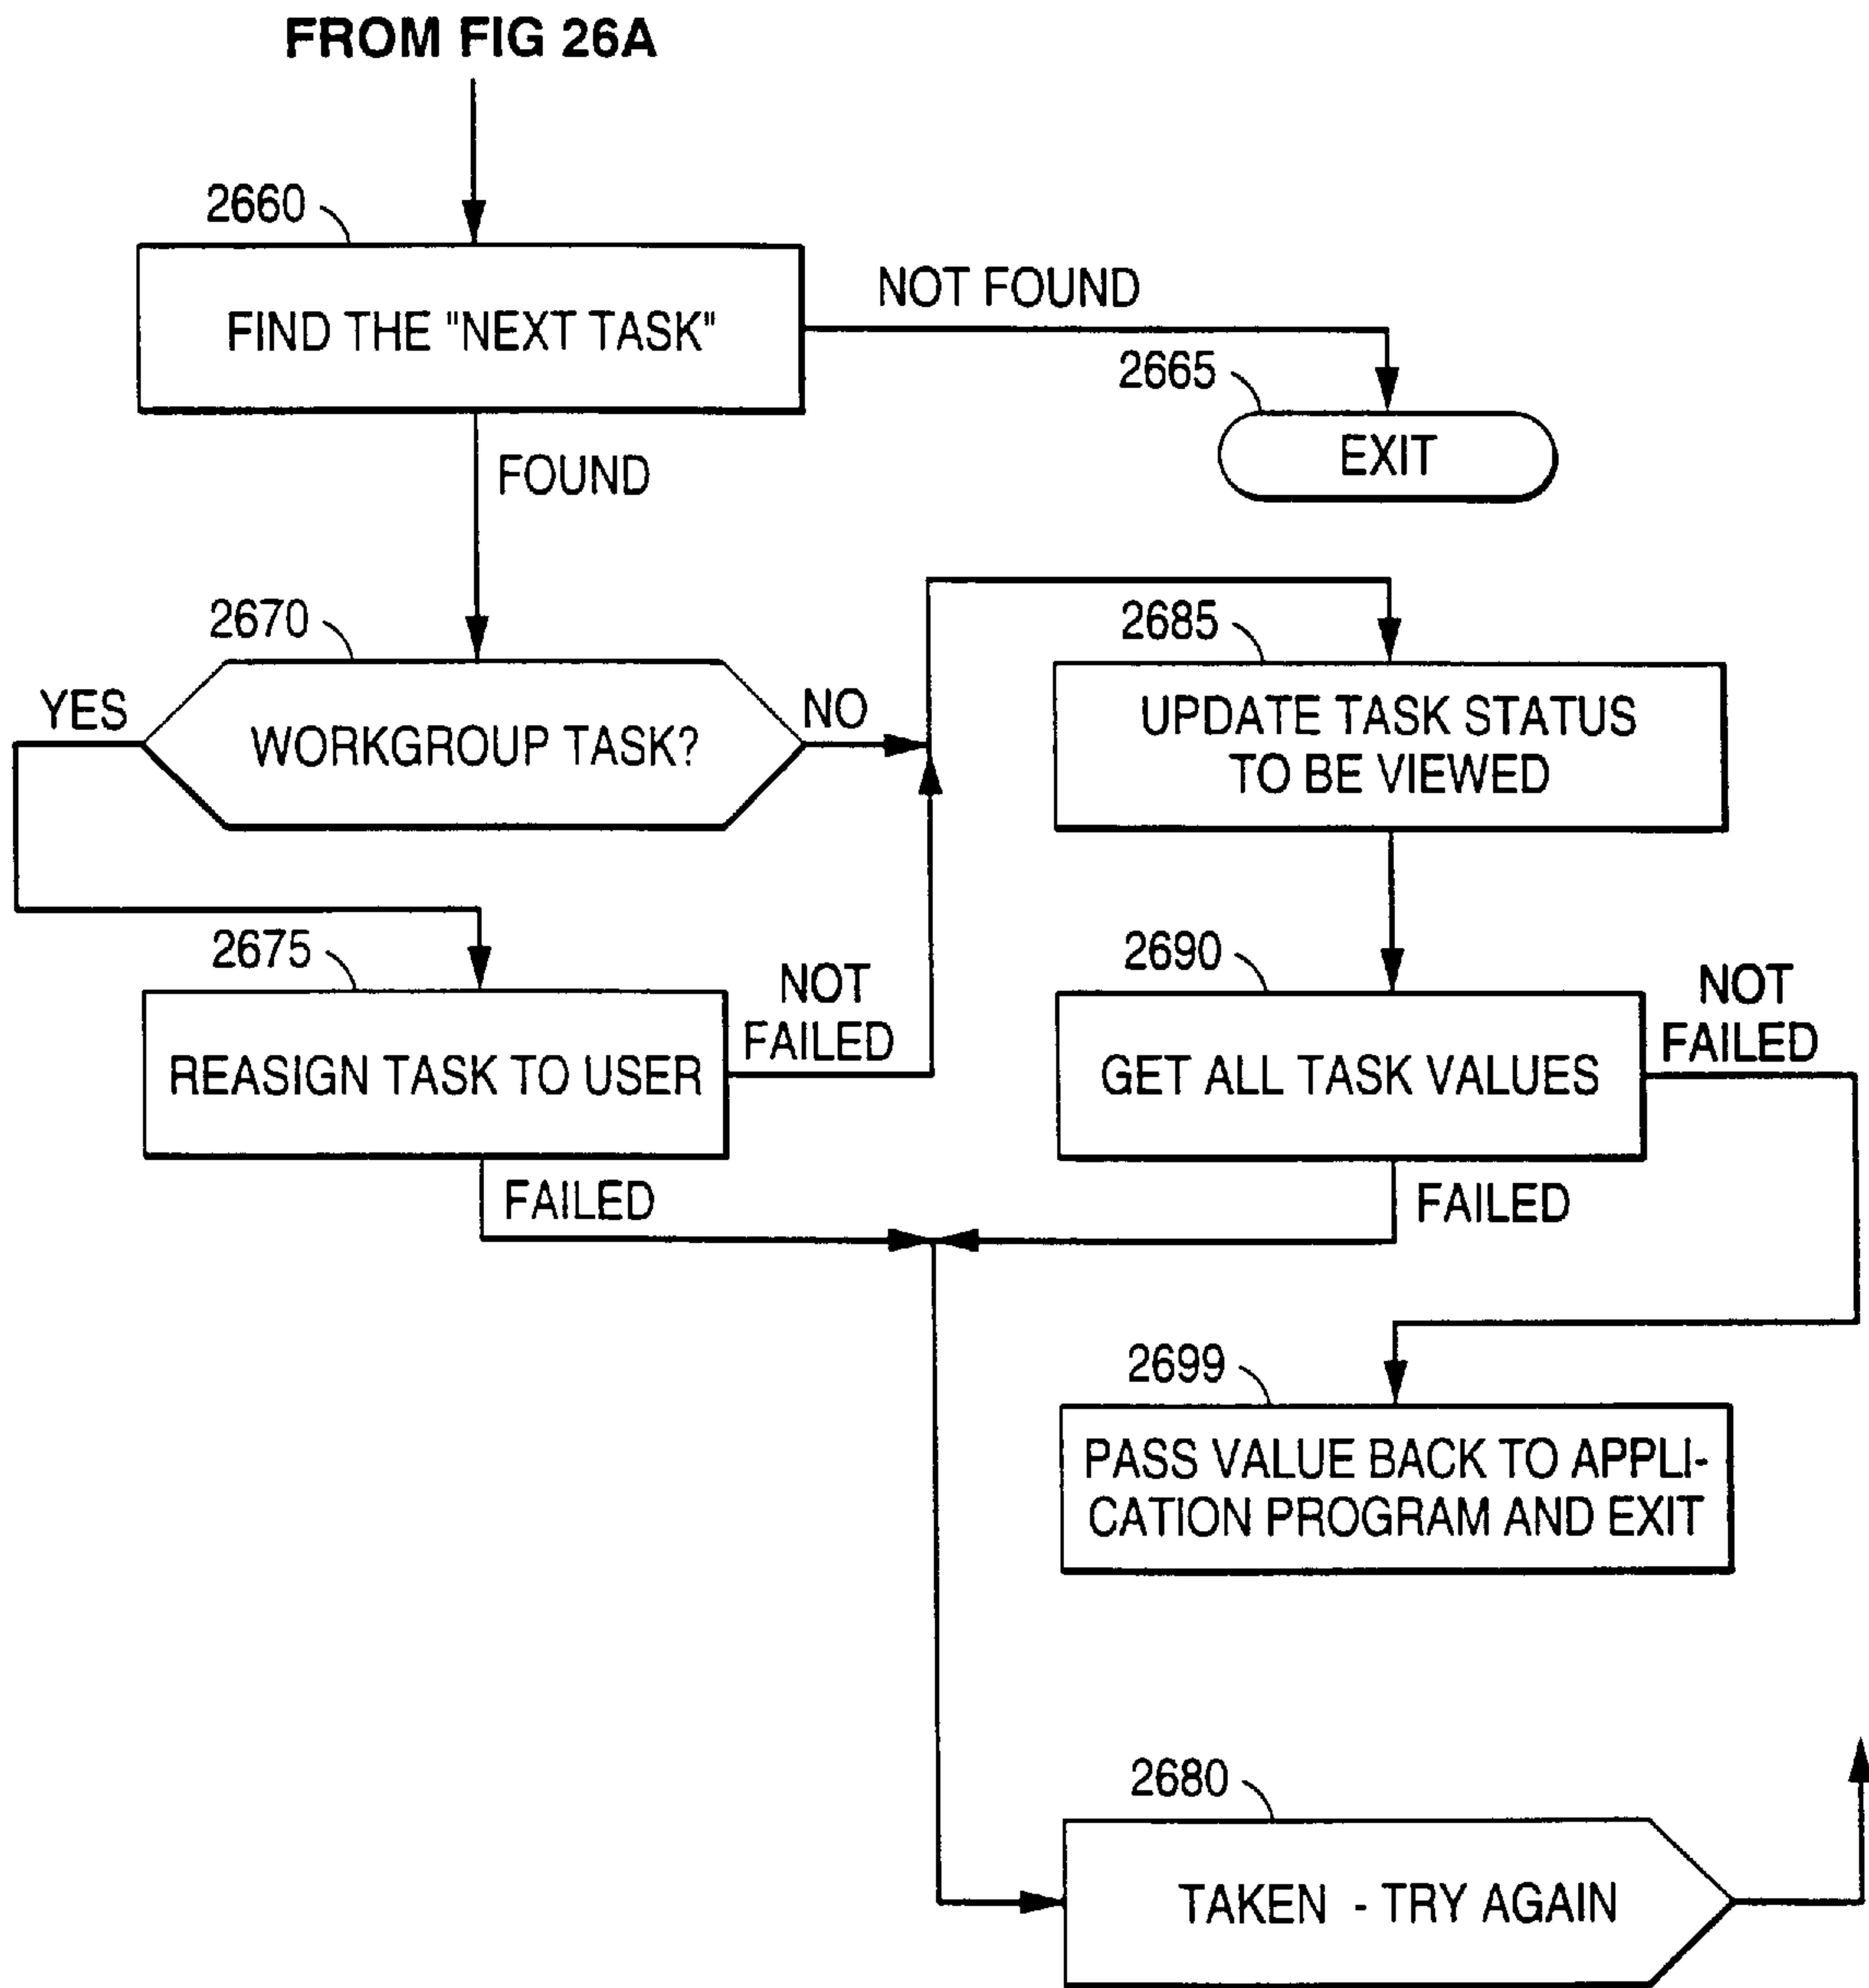 FROM FIG 26A
2660
FIND THE "NEXT TASK"
NOT FOUND
2665
EXIT
FOUND
2670
YES
WORKGROUP TASK?
NO
2685
UPDATE TASK STATUS
TO BE VIEWED
2675
REASIGN TASK TO USER
NOT
FAILED
FAILED
2690
GET ALL TASK VALUES
NOT
FAILED
FAILED
2699
PASS VALUE BACK TO APPLI-
CATION PROGRAM AND EXIT
2680
TAKEN - TRY AGAIN